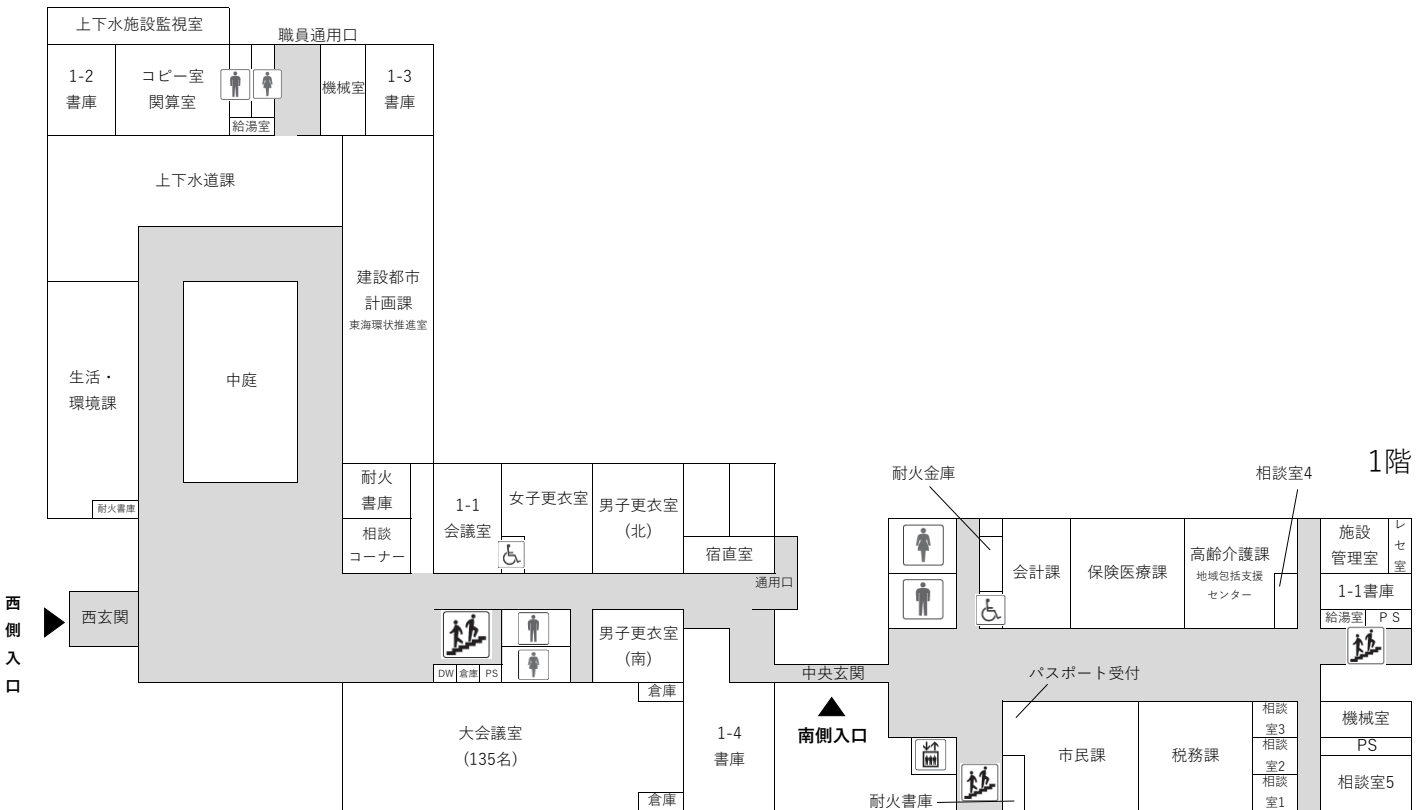 上下水施設監視室
職員通用口
1-2
書庫
コピー室
関算室
給湯室
機械室
1-3
書庫
上下水道課
建設都市
計画課
東海環状推進室
中庭
生活・
環境課
耐火書庫
耐火
書庫
相談
コーナー
1-1
会議室
女子更衣室
男子更衣室
(北)
宿直室
通用口
1階
耐火金庫
相談室4
会計課
保険医療課
高齢介護課
地域包括支援
センター
施設
管理室
レセ室
1-1書庫
給湯室
PS
西側入口
西玄関
DW
倉庫
PS
男子更衣室
(南)
倉庫
大会議室
(135名)
倉庫
1-4
書庫
中央玄関
南側入口
パスポート受付
市民課
税務課
相談
室3
相談
室2
相談
室1
耐火書庫
機械室
PS
相談室5